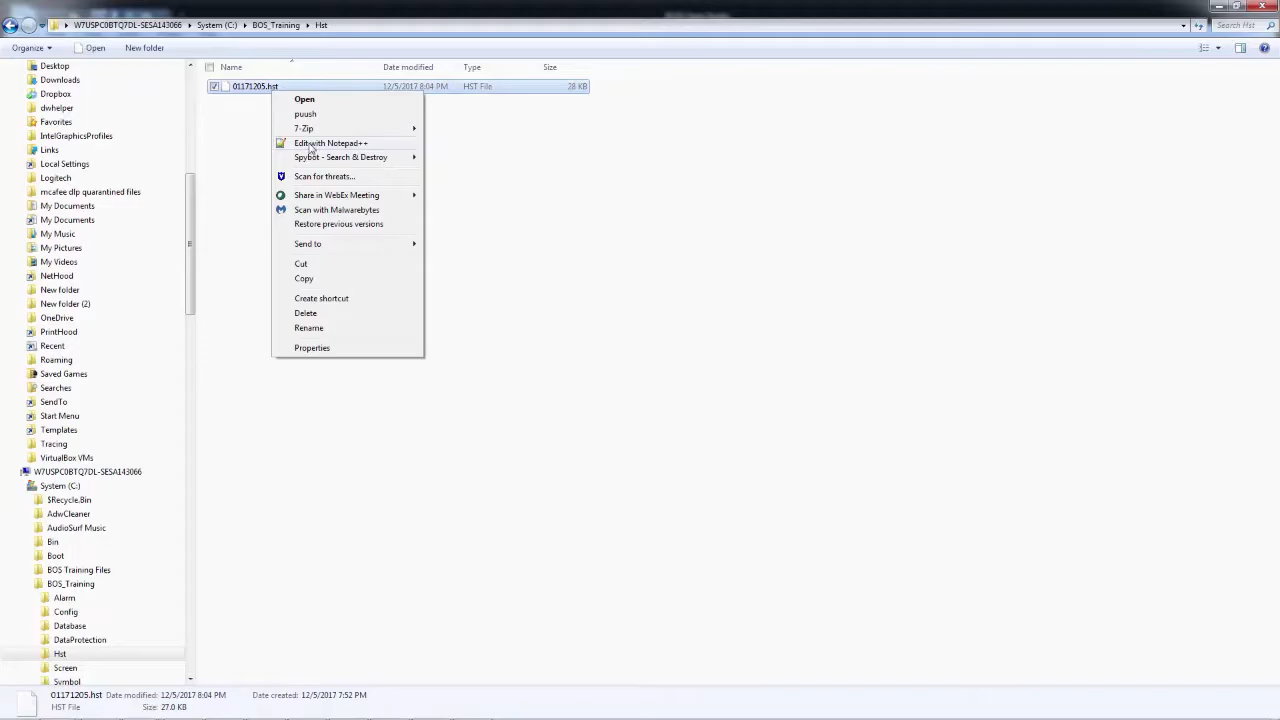 W7USPC0BTQ7DL-SESA143066 System (C:) BOS_Training Hst Search Hst
Organize Open New folder
Name Date modified Type Size
01171205.hst 12/5/2017 8:04 PM HST File 28 KB
Open
puush
7-Zip
Edit with Notepad++
Spybot - Search & Destroy
Scan for threats...
Share in WebEx Meeting
Scan with Malwarebytes
Restore previous versions
Send to
Cut
Copy
Create shortcut
Delete
Rename
Properties
Desktop
Downloads
Dropbox
dwhelper
Favorites
IntelGraphicsProfiles
Links
Local Settings
Logitech
mcafee dlp quarantined files
My Documents
My Documents
My Music
My Pictures
My Videos
NetHood
New folder
New folder (2)
OneDrive
PrintHood
Recent
Roaming
Saved Games
Searches
SendTo
Start Menu
Templates
Tracing
VirtualBox VMs
W7USPC0BTQ7DL-SESA143066
System (C:)
$Recycle.Bin
AdwCleaner
AudioSurf Music
Bin
Boot
BOS Training Files
BOS_Training
Alarm
Config
Database
DataProtection
Hst
Screen
Symbol
01171205.hst Date modified: 12/5/2017 8:04 PM Date created: 12/5/2017 7:52 PM
HST File Size: 27.0 KB